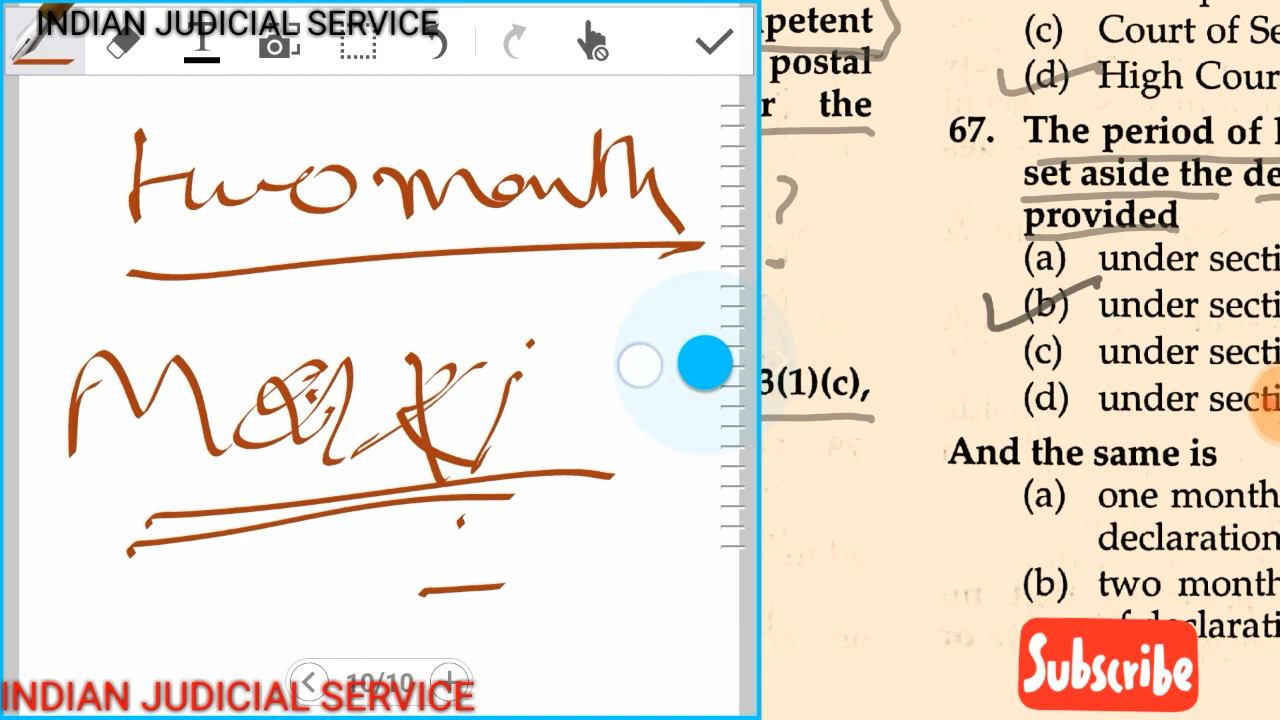 INDIAN JUDICIAL SERVICE
T
two month
10/10
INDIAN JUDICIAL SERVICE
petent
postal
r the
?
3(1)(c),
(c) Court of Se
(d) High Cour
67. The period of
set aside the de
provided
(a) under secti
(b) under secti
(c) under secti
(d) under secti
And the same is
(a) one month
declaration
(b) two month
of declarati
Subscribe